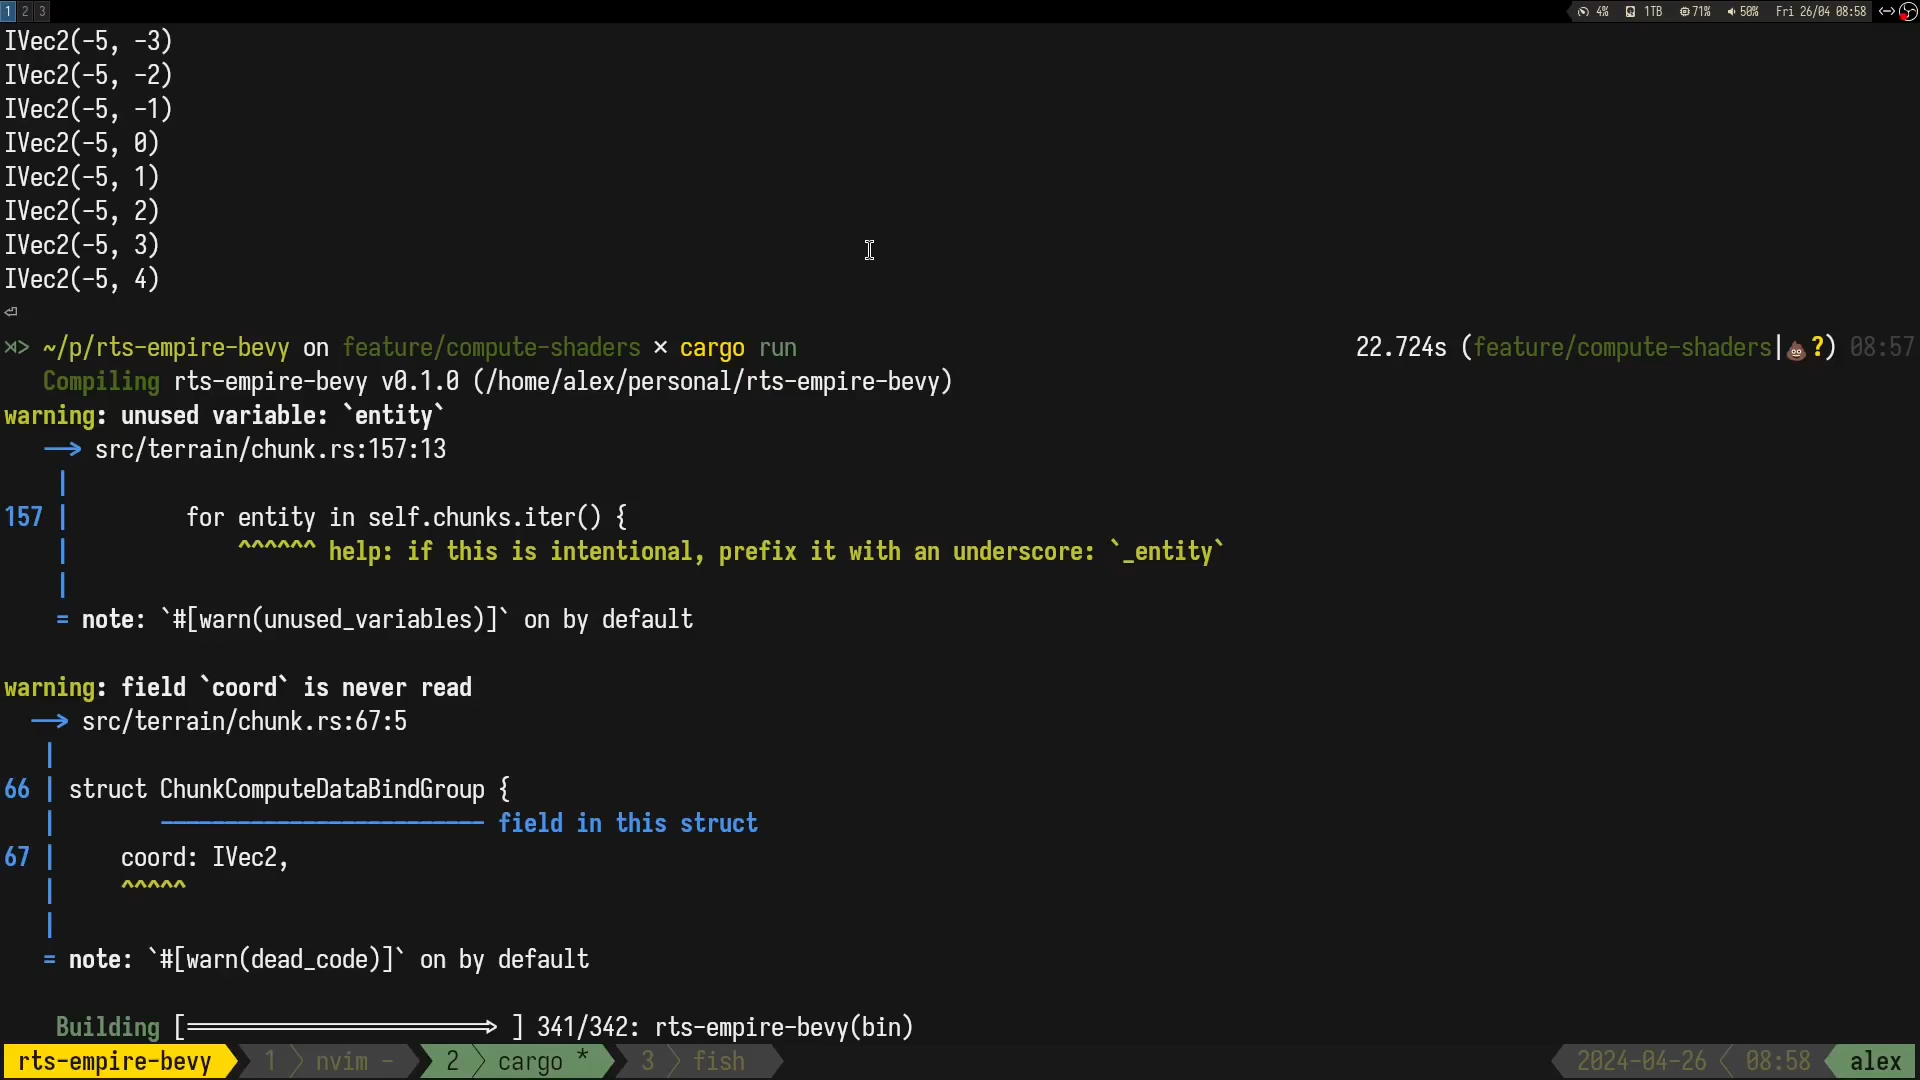 1 2 3 4% 1TB 71% 50% Fri 26/04 08:58
IVec2(-5, -3)
IVec2(-5, -2)
IVec2(-5, -1)
IVec2(-5, 0)
IVec2(-5, 1)
IVec2(-5, 2)
IVec2(-5, 3)
IVec2(-5, 4)
⏎
⋊> ~/p/rts-empire-bevy on feature/compute-shaders × cargo run 22.724s (feature/compute-shaders|💩?) 08:57
Compiling rts-empire-bevy v0.1.0 (/home/alex/personal/rts-empire-bevy)
warning: unused variable: `entity`
--> src/terrain/chunk.rs:157:13
|
157 | for entity in self.chunks.iter() {
| ^^^^^^ help: if this is intentional, prefix it with an underscore: `_entity`
|
= note: `#[warn(unused_variables)]` on by default
warning: field `coord` is never read
--> src/terrain/chunk.rs:67:5
|
66 | struct ChunkComputeDataBindGroup {
| ------------------------- field in this struct
67 | coord: IVec2,
| ^^^^^
|
= note: `#[warn(dead_code)]` on by default
Building [=======================> ] 341/342: rts-empire-bevy(bin)
rts-empire-bevy 1 nvim - 2 cargo * 3 fish 2024-04-26 08:58 alex